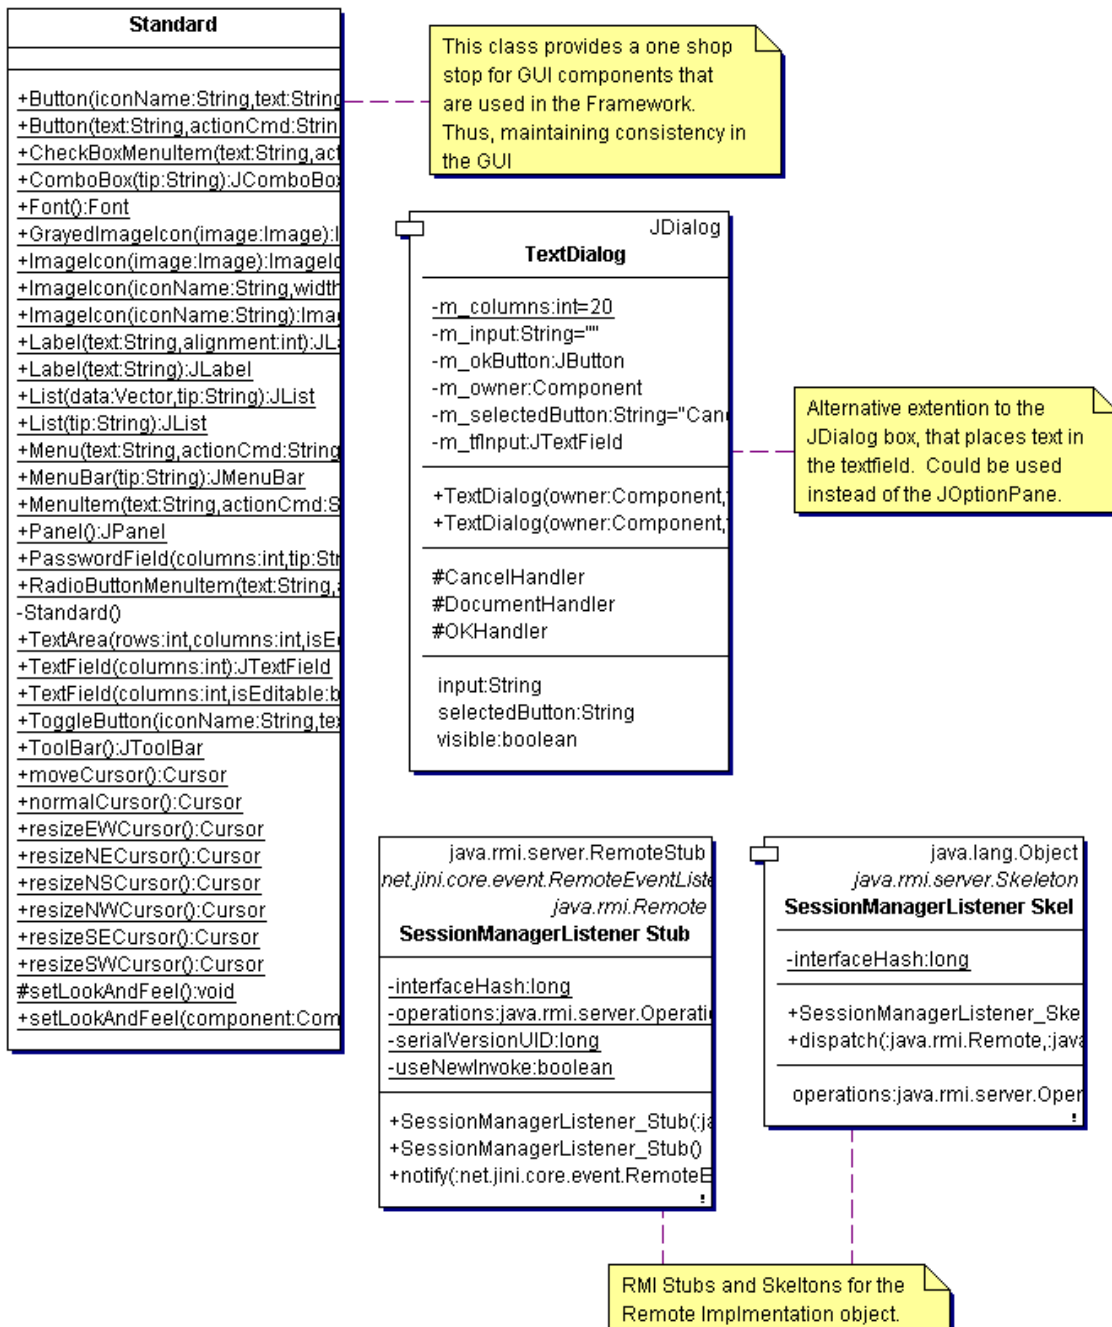 Standard
+Button(iconName:String,text:String
+Button(text:String,actionCmd:Strin
+CheckBoxMenuItem(text:String,act
+ComboBox(tip:String):JComboBox
+Font():Font
+GrayedImageIcon(image:Image):I
+ImageIcon(image:Image):ImageIc
+ImageIcon(iconName:String,width
+ImageIcon(iconName:String):Imag
+Label(text:String,alignment:int):JLa
+Label(text:String):JLabel
+List(data:Vector,tip:String):JList
+List(tip:String):JList
+Menu(text:String,actionCmd:String
+MenuBar(tip:String):JMenuBar
+MenuItem(text:String,actionCmd:S
+Panel():JPanel
+PasswordField(columns:int,tip:Str
+RadioButtonMenuItem(text:String,a
-Standard()
+TextArea(rows:int,columns:int,isEd
+TextField(columns:int):JTextField
+TextField(columns:int,isEditable:b
+ToggleButton(iconName:String,tex
+ToolBar():JToolBar
+moveCursor():Cursor
+normalCursor():Cursor
+resizeEWCursor():Cursor
+resizeNECursor():Cursor
+resizeNSCursor():Cursor
+resizeNWCursor():Cursor
+resizeSECursor():Cursor
+resizeSWCursor():Cursor
#setLookAndFeel():void
+setLookAndFeel(component:Com
This class provides a one shop
stop for GUI components that
are used in the Framework.
Thus, maintaining consistency in
the GUI
JDialog
TextDialog
-m_columns:int=20
-m_input:String=""
-m_okButton:JButton
-m_owner:Component
-m_selectedButton:String="Canc
-m_tfInput:JTextField
+TextDialog(owner:Component,t
+TextDialog(owner:Component,t
#CancelHandler
#DocumentHandler
#OKHandler
input:String
selectedButton:String
visible:boolean
Alternative extention to the
JDialog box, that places text in
the textfield. Could be used
instead of the JOptionPane.
java.rmi.server.RemoteStub
net.jini.core.event.RemoteEventListe
java.rmi.Remote
SessionManagerListener Stub
-interfaceHash:long
-operations:java.rmi.server.Operati
-serialVersionUID:long
-useNewInvoke:boolean
+SessionManagerListener_Stub(:ja
+SessionManagerListener_Stub()
+notify(:net.jini.core.event.RemoteE
!
java.lang.Object
java.rmi.server.Skeleton
SessionManagerListener Skel
-interfaceHash:long
+SessionManagerListener_Ske
+dispatch(:java.rmi.Remote,:java
operations:java.rmi.server.Oper
!
RMI Stubs and Skeltons for the
Remote Implmentation object.